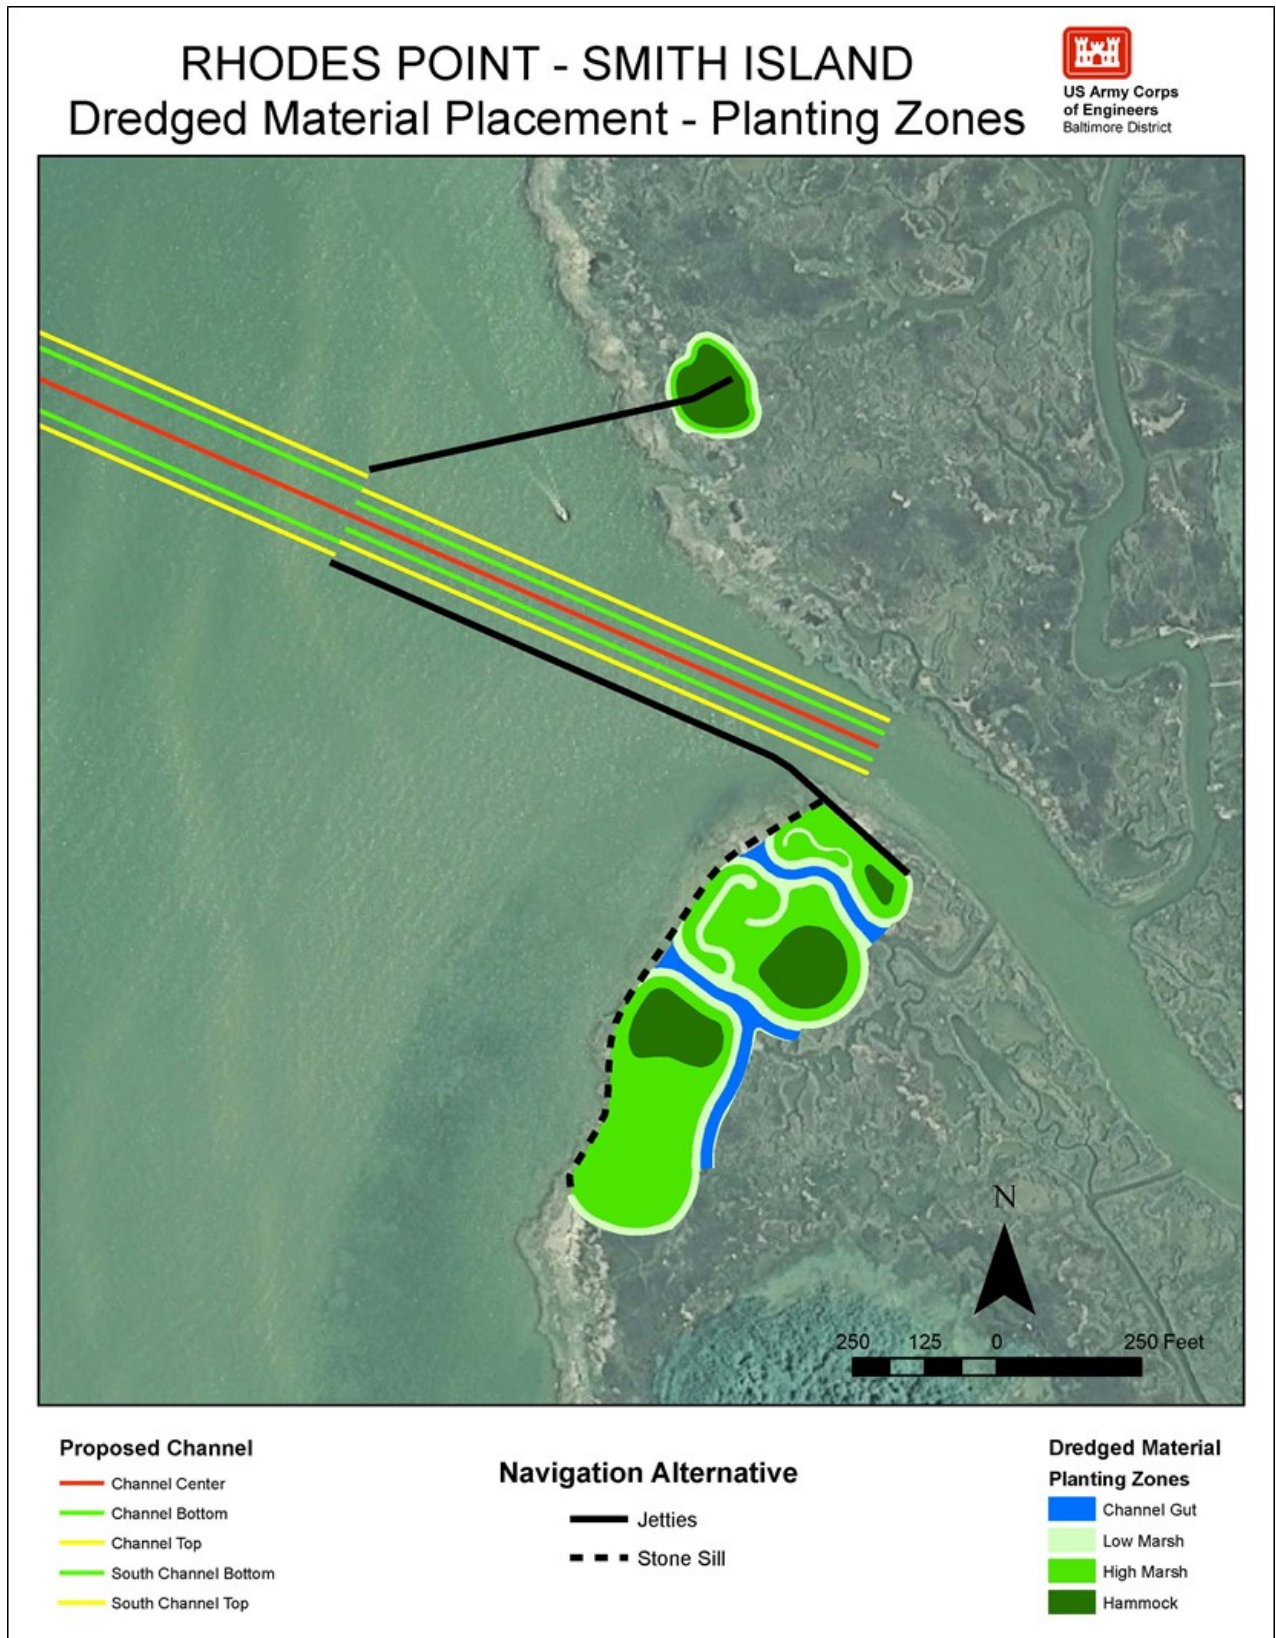 RHODES POINT - SMITH ISLAND
Dredged Material Placement - Planting Zones
US Army Corps
of Engineers
Baltimore District
N
250 125 0 250 Feet
Proposed Channel
Channel Center
Channel Bottom
Channel Top
South Channel Bottom
South Channel Top
Navigation Alternative
Jetties
Stone Sill
Dredged Material
Planting Zones
Channel Gut
Low Marsh
High Marsh
Hammock